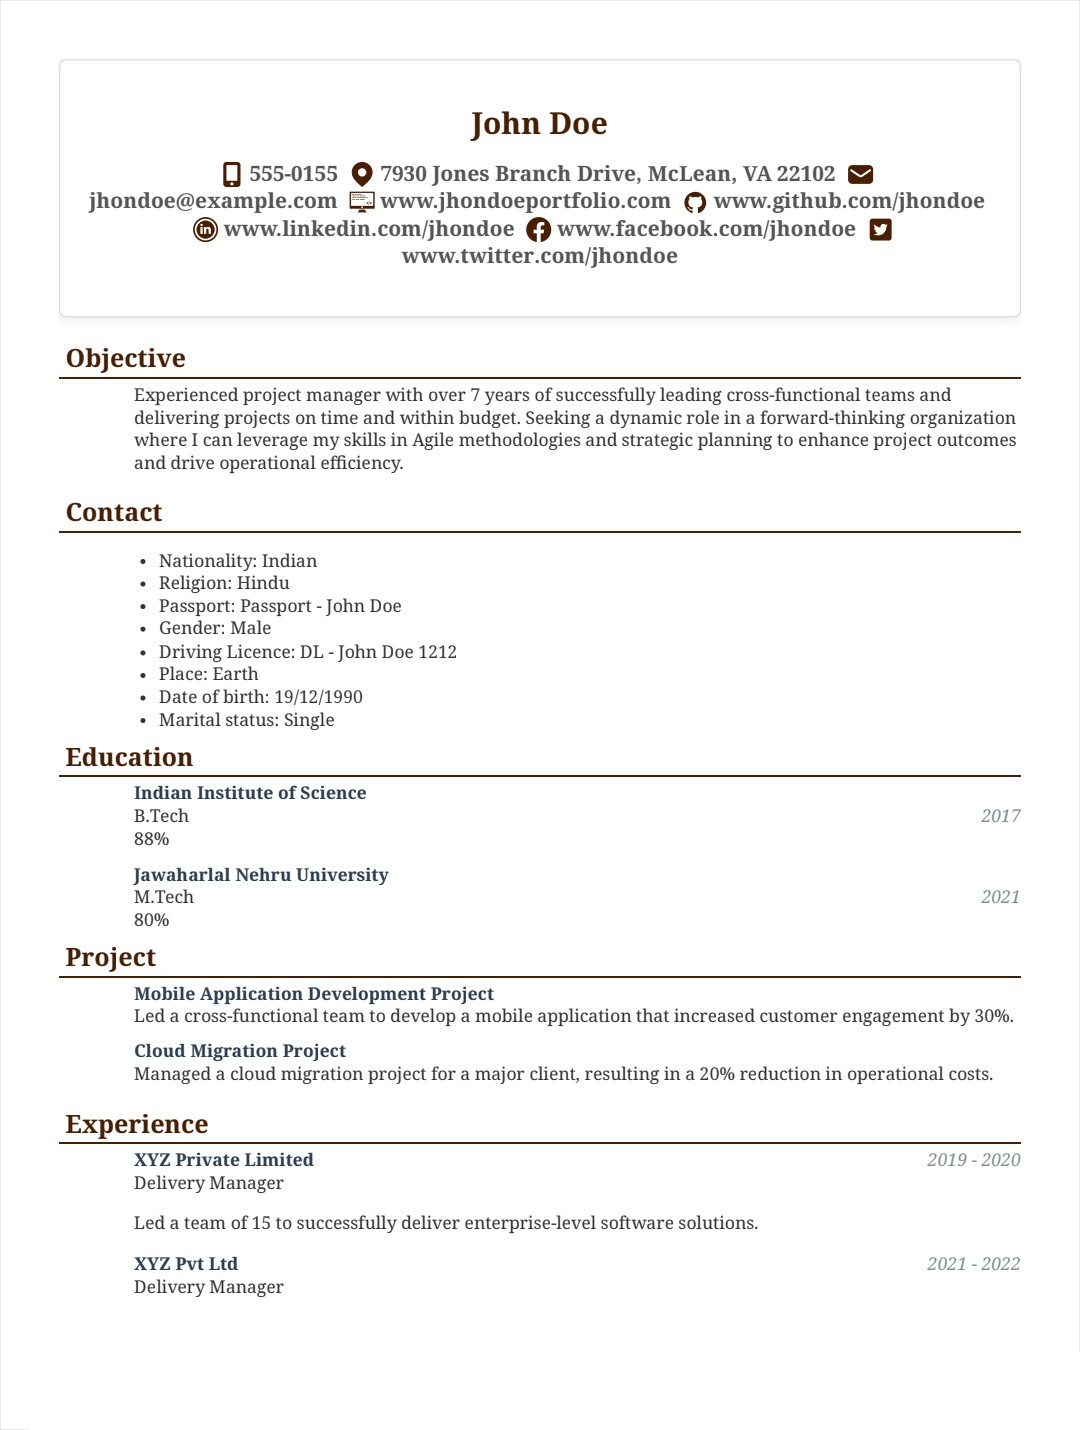 John Doe
555-0155 7930 Jones Branch Drive, McLean, VA 22102
jhondoe@example.com www.jhondoeportfolio.com www.github.com/jhondoe
www.linkedin.com/jhondoe www.facebook.com/jhondoe
www.twitter.com/jhondoe
Objective
Experienced project manager with over 7 years of successfully leading cross-functional teams and
delivering projects on time and within budget. Seeking a dynamic role in a forward-thinking organization
where I can leverage my skills in Agile methodologies and strategic planning to enhance project outcomes
and drive operational efficiency.
Contact
• Nationality: Indian
• Religion: Hindu
• Passport: Passport - John Doe
• Gender: Male
• Driving Licence: DL - John Doe 1212
• Place: Earth
• Date of birth: 19/12/1990
• Marital status: Single
Education
Indian Institute of Science
B.Tech 2017
88%
Jawaharlal Nehru University
M.Tech 2021
80%
Project
Mobile Application Development Project
Led a cross-functional team to develop a mobile application that increased customer engagement by 30%.
Cloud Migration Project
Managed a cloud migration project for a major client, resulting in a 20% reduction in operational costs.
Experience
XYZ Private Limited 2019 - 2020
Delivery Manager
Led a team of 15 to successfully deliver enterprise-level software solutions.
XYZ Pvt Ltd 2021 - 2022
Delivery Manager